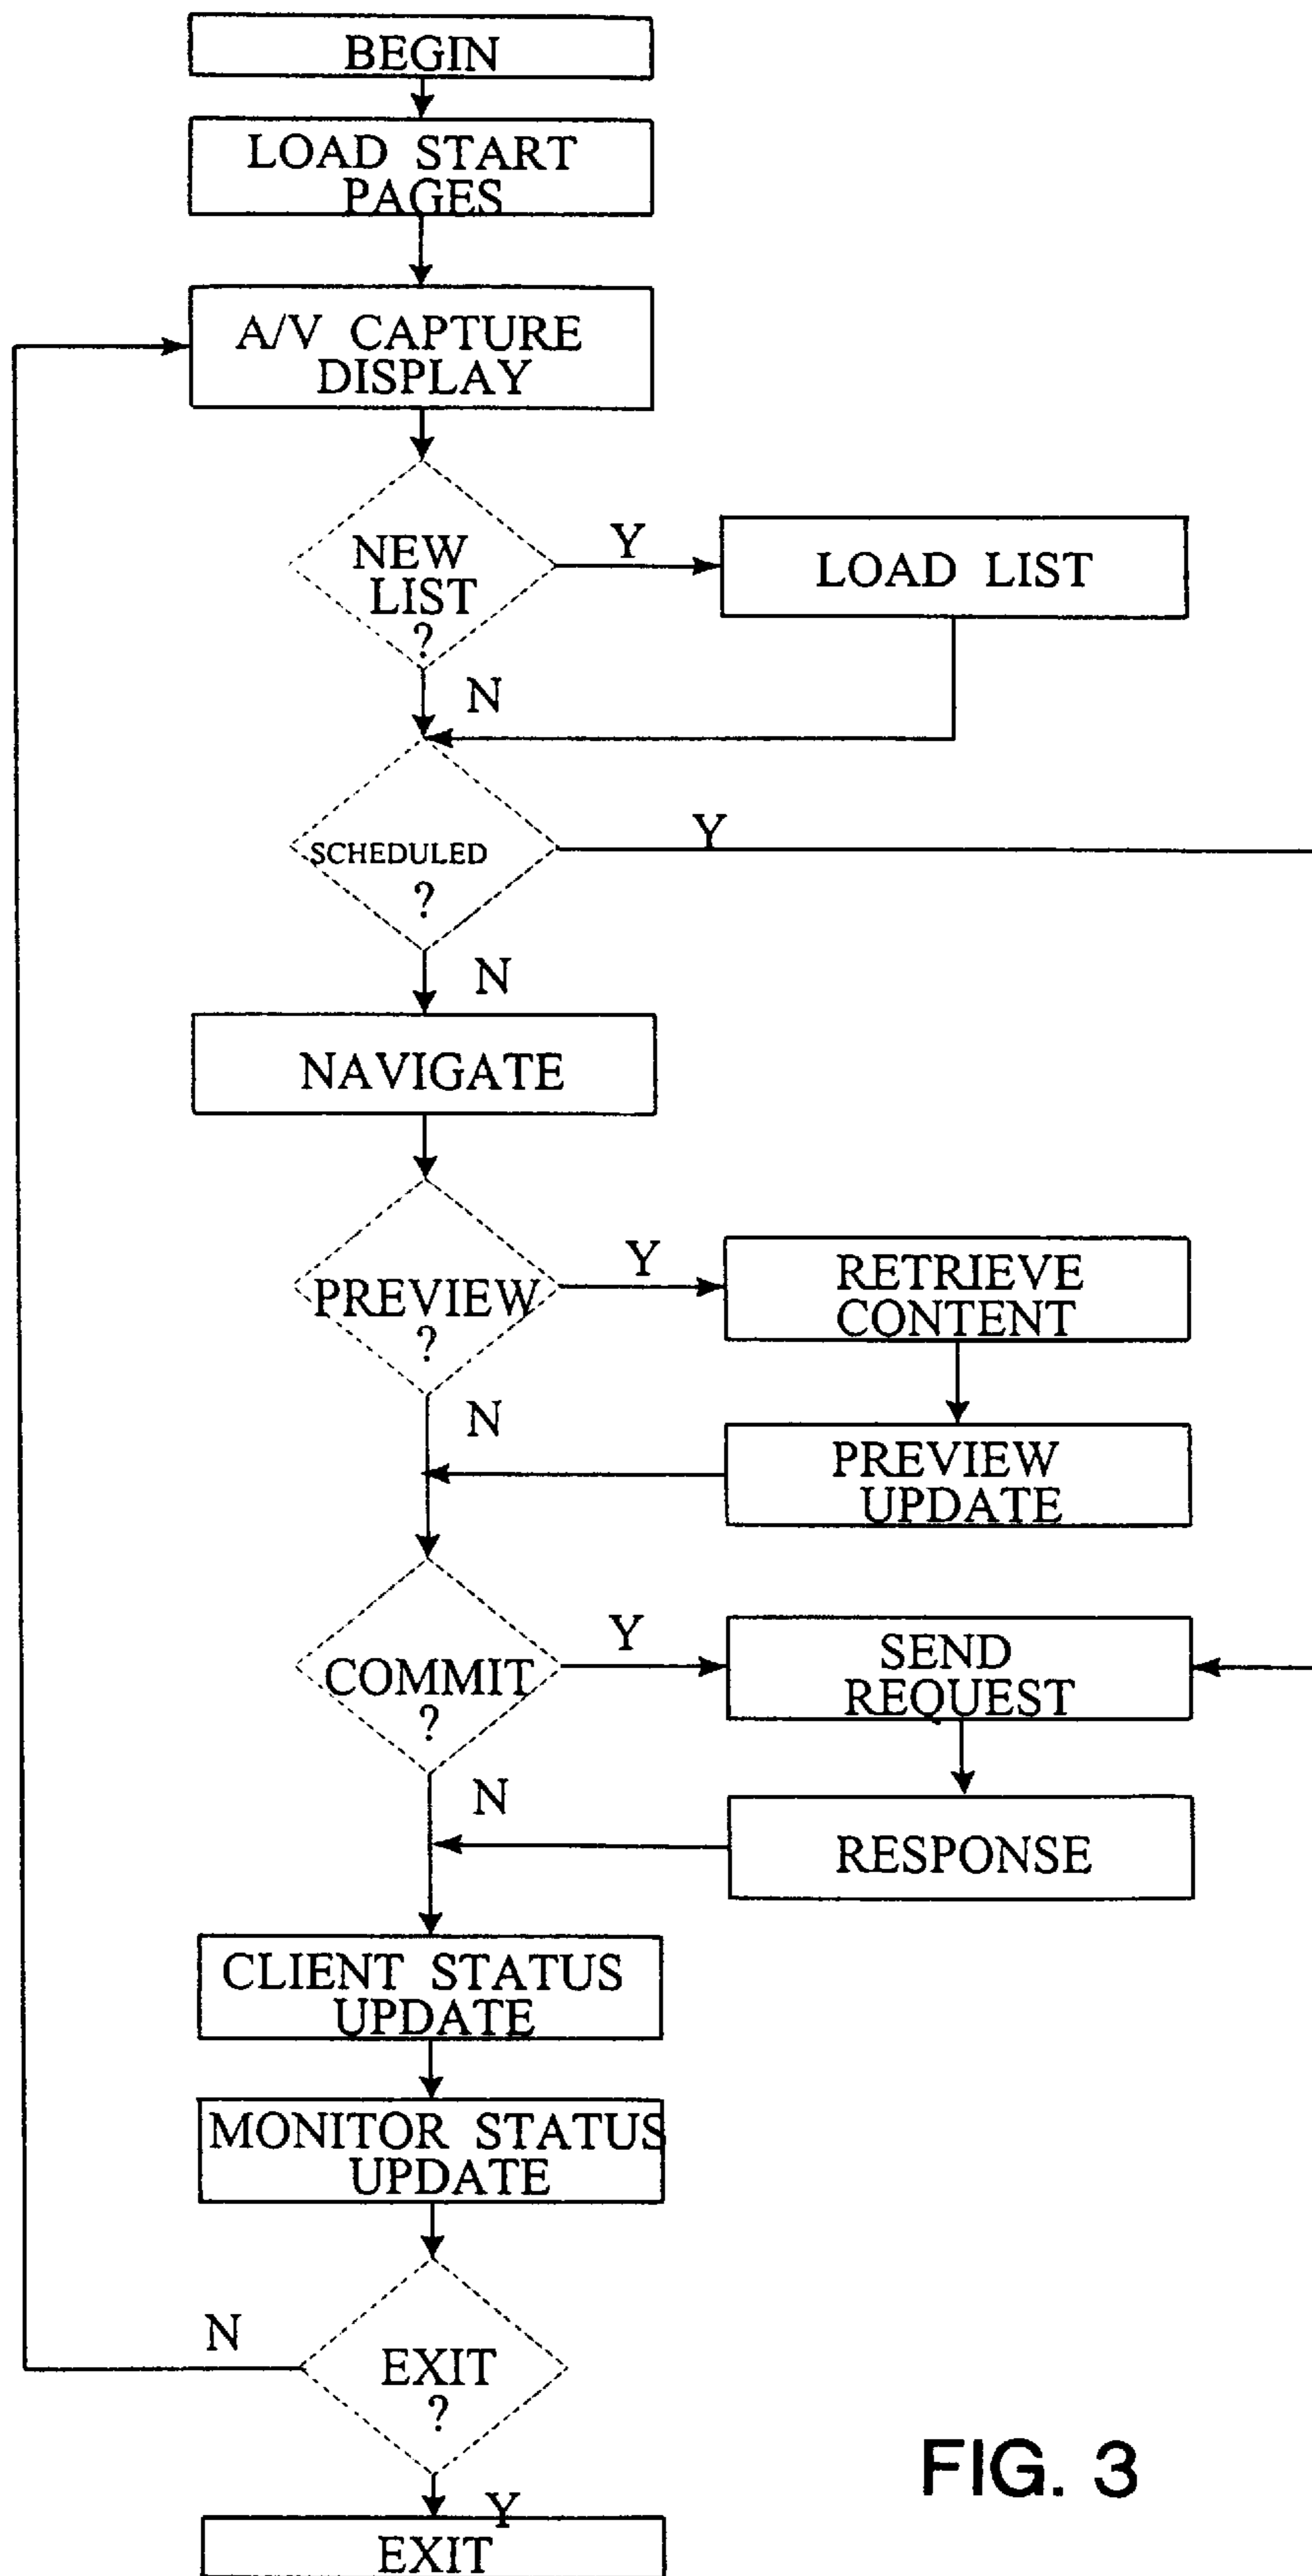 BEGIN
LOAD START
PAGES
A/V CAPTURE
DISPLAY
NEW
LIST
?
Y
LOAD LIST
N
SCHEDULED
?
Y
N
NAVIGATE
PREVIEW
?
Y
RETRIEVE
CONTENT
N
PREVIEW
UPDATE
COMMIT
?
Y
SEND
REQUEST
N
RESPONSE
CLIENT STATUS
UPDATE
MONITOR STATUS
UPDATE
N
EXIT
?
Y
EXIT
FIG. 3